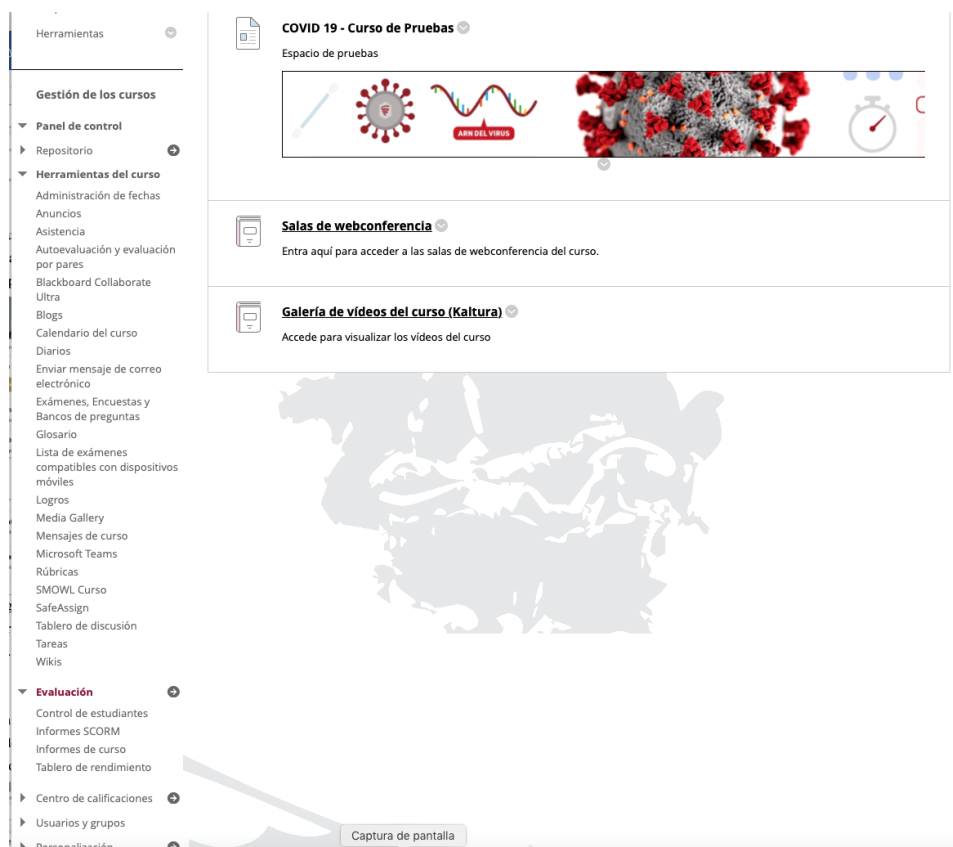 Herramientas
Gestión de los cursos
Panel de control
Repositorio
Herramientas del curso
Administración de fechas
Anuncios
Asistencia
Autoevaluación y evaluación
por pares
Blackboard Collaborate
Ultra
Blogs
Calendario del curso
Diarios
Enviar mensaje de correo
electrónico
Exámenes, Encuestas y
Bancos de preguntas
Glosario
Lista de exámenes
compatibles con dispositivos
móviles
Logros
Media Gallery
Mensajes de curso
Microsoft Teams
Rúbricas
SMOWL Curso
SafeAssign
Tablero de discusión
Tareas
Wikis
Evaluación
Control de estudiantes
Informes SCORM
Informes de curso
Tablero de rendimiento
Centro de calificaciones
Usuarios y grupos
Personalización
COVID 19 - Curso de Pruebas
Espacio de pruebas
ARN DEL VIRUS
Salas de webconferencia
Entra aquí para acceder a las salas de webconferencia del curso.
Galería de vídeos del curso (Kaltura)
Accede para visualizar los vídeos del curso
Captura de pantalla